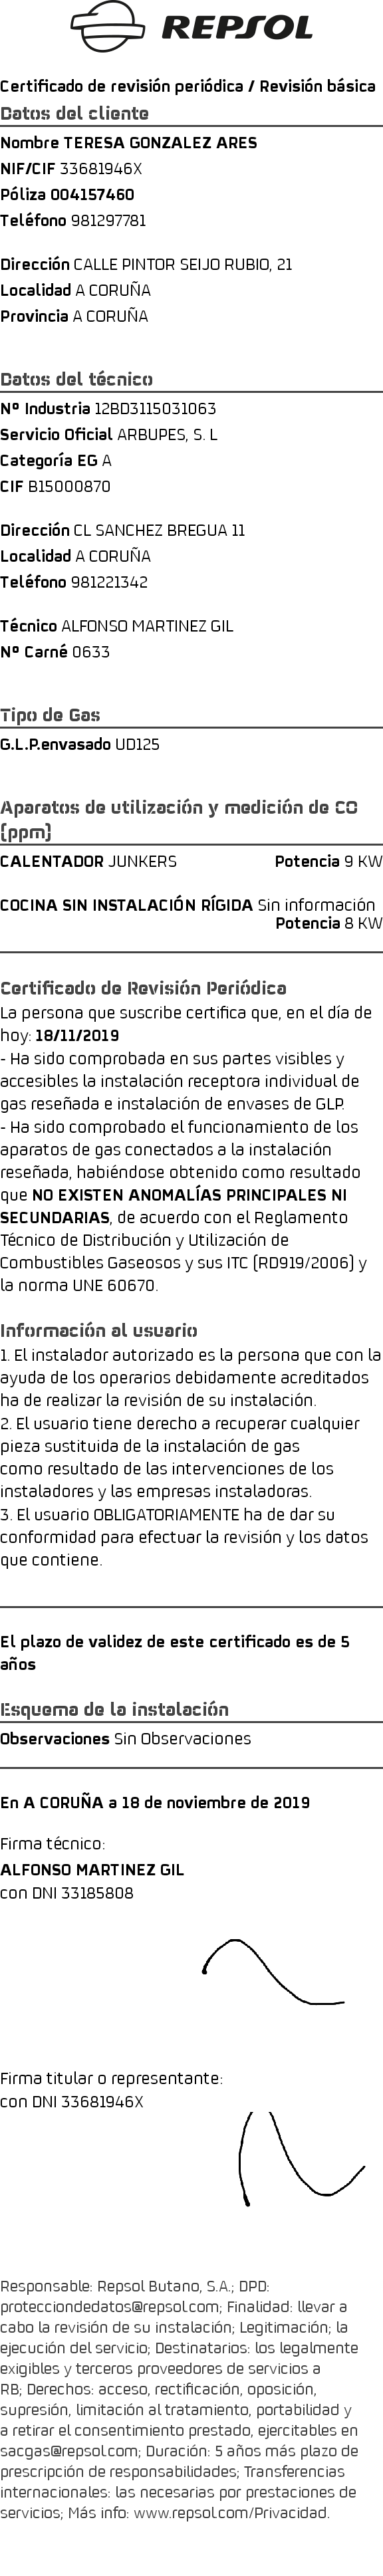 REPSOL
Certificado de revisión periódica / Revisión básica
Datos del cliente
Nombre TERESA GONZALEZ ARES
NIF/CIF 33681946X
Póliza 004157460
Teléfono 981297781
Dirección CALLE PINTOR SEIJO RUBIO, 21
Localidad A CORUÑA
Provincia A CORUÑA
Datos del técnico
Nº Industria 12BD3115031063
Servicio Oficial ARBUPES, S. L
Categoría EG A
CIF B15000870
Dirección CL SANCHEZ BREGUA 11
Localidad A CORUÑA
Teléfono 981221342
Técnico ALFONSO MARTINEZ GIL
Nº Carné 0633
Tipo de Gas
G.L.P.envasado UD125
Aparatos de utilización y medición de CO
(ppm)
CALENTADOR JUNKERS Potencia 9 KW
COCINA SIN INSTALACIÓN RÍGIDA Sin información
Potencia 8 KW
Certificado de Revisión Periódica
La persona que suscribe certifica que, en el día de
hoy: 18/11/2019
- Ha sido comprobada en sus partes visibles y
accesibles la instalación receptora individual de
gas reseñada e instalación de envases de GLP.
- Ha sido comprobado el funcionamiento de los
aparatos de gas conectados a la instalación
reseñada, habiéndose obtenido como resultado
que NO EXISTEN ANOMALÍAS PRINCIPALES NI
SECUNDARIAS, de acuerdo con el Reglamento
Técnico de Distribución y Utilización de
Combustibles Gaseosos y sus ITC (RD919/2006) y
la norma UNE 60670.
Información al usuario
1. El instalador autorizado es la persona que con la
ayuda de los operarios debidamente acreditados
ha de realizar la revisión de su instalación.
2. El usuario tiene derecho a recuperar cualquier
pieza sustituida de la instalación de gas
como resultado de las intervenciones de los
instaladores y las empresas instaladoras.
3. El usuario OBLIGATORIAMENTE ha de dar su
conformidad para efectuar la revisión y los datos
que contiene.
El plazo de validez de este certificado es de 5
años
Esquema de la instalación
Observaciones Sin Observaciones
En A CORUÑA a 18 de noviembre de 2019
Firma técnico:
ALFONSO MARTINEZ GIL
con DNI 33185808
Firma titular o representante:
con DNI 33681946X
Responsable: Repsol Butano, S.A.; DPD:
protecciondedatos@repsol.com; Finalidad: llevar a
cabo la revisión de su instalación; Legitimación; la
ejecución del servicio; Destinatarios: los legalmente
exigibles y terceros proveedores de servicios a
RB; Derechos: acceso, rectificación, oposición,
supresión, limitación al tratamiento, portabilidad y
a retirar el consentimiento prestado, ejercitables en
sacgas@repsol.com; Duración: 5 años más plazo de
prescripción de responsabilidades; Transferencias
internacionales: las necesarias por prestaciones de
servicios; Más info: www.repsol.com/Privacidad.